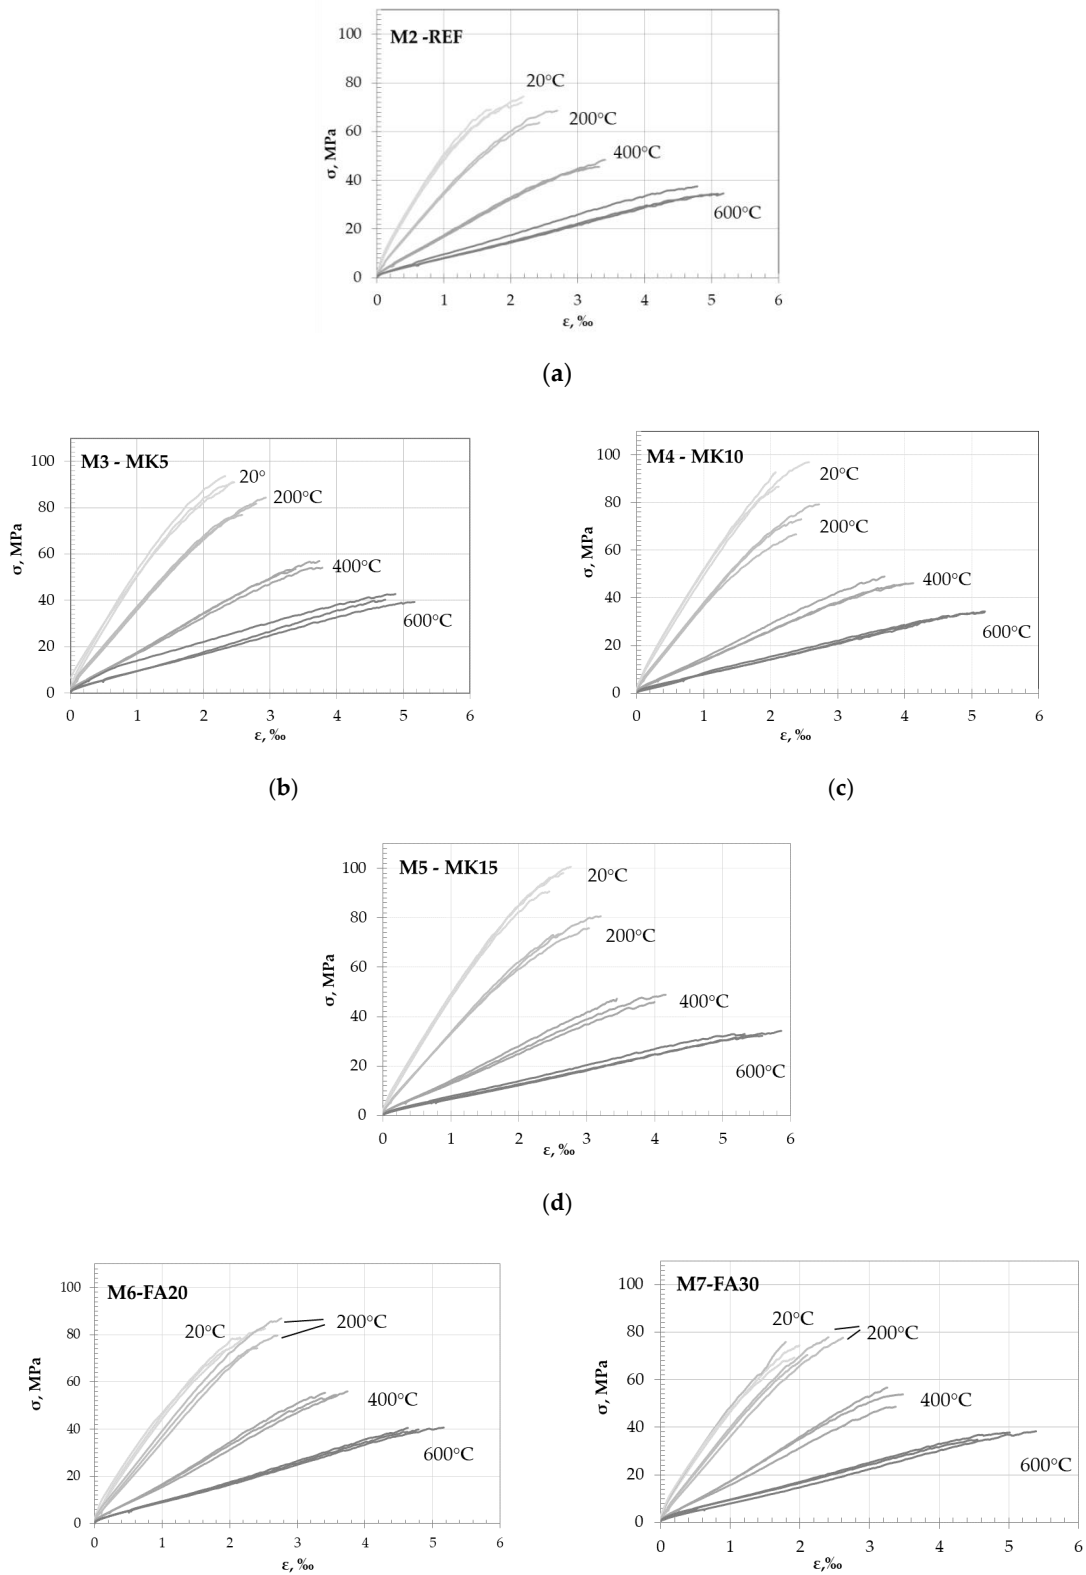 M2 -REF
σ, MPa
100
80
60
40
20
0
20°C
200°C
400°C
600°C
0 1 2 3 4 5 6
ε, ‰
(a)
M3 - MK5
σ, MPa
100
80
60
40
20
0
20°
200°C
400°C
600°C
0 1 2 3 4 5 6
ε, ‰
(b)
M4 - MK10
σ, MPa
100
80
60
40
20
0
20°C
200°C
400°C
600°C
0 1 2 3 4 5 6
ε, ‰
(c)
M5 - MK15
σ, MPa
100
80
60
40
20
0
20°C
200°C
400°C
600°C
0 1 2 3 4 5 6
ε, ‰
(d)
M6-FA20
σ, MPa
100
80
60
40
20
0
20°C
200°C
400°C
600°C
0 1 2 3 4 5 6
ε,‰
M7-FA30
σ, MPa
100
80
60
40
20
0
20°C
200°C
400°C
600°C
0 1 2 3 4 5 6
ε,‰